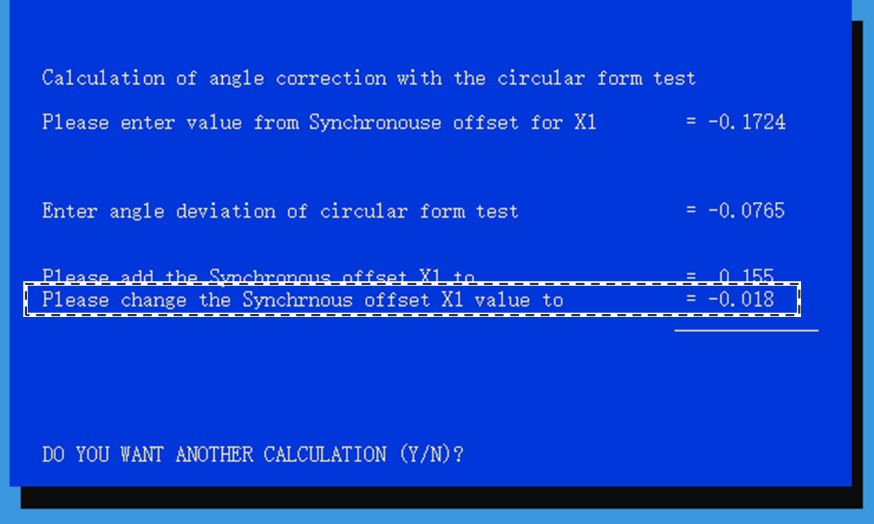 Calculation of angle correction with the circular form test
Please enter value from Synchronouse offset for X1 = -0.1724
Enter angle deviation of circular form test = -0.0765
Please add the Synchronous offset X1 to = 0.155
Please change the Synchrnous offset X1 value to = -0.018
DO YOU WANT ANOTHER CALCULATION (Y/N)?